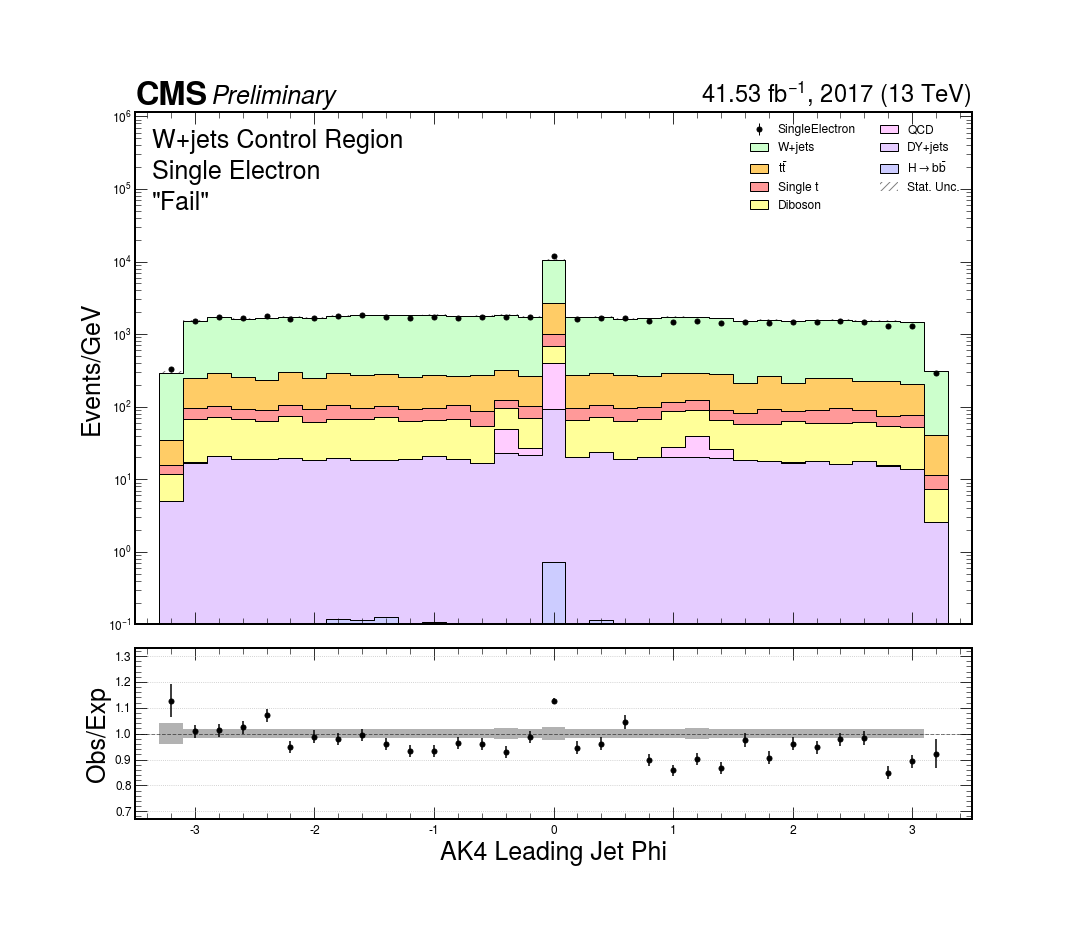 CMS Preliminary
41.53 fb⁻¹, 2017 (13 TeV)
W+jets Control Region
Single Electron
"Fail"
SingleElectron
W+jets
tt̄
Single t
Diboson
QCD
DY+jets
H→bb̄
Stat. Unc.
Events/GeV
10⁶
10⁵
10⁴
10³
10²
10¹
10⁰
10⁻¹
Obs/Exp
1.3
1.2
1.1
1.0
0.9
0.8
0.7
-3 -2 -1 0 1 2 3
AK4 Leading Jet Phi